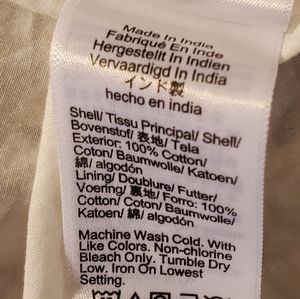 Made In India
Fabriqué En Inde
Hergestellt In Indien
Vervaardigd In India
インド製
hecho en india
Shell/ Tissu Principal/ Shell/
Bovenstof/ 表地/ Tela
Exterior: 100% Cotton/
Coton/ Baumwolle/ Katoen/
綿/ algodón
Lining/ Doublure/ Futter/
Voering/ 裏地/ Forro: 100%
Cotton/ Coton/ Baumwolle/
Katoen/ 綿/ algodón
Machine Wash Cold. With
Like Colors. Non-chlorine
Bleach Only. Tumble Dry
Low. Iron On Lowest
Setting.